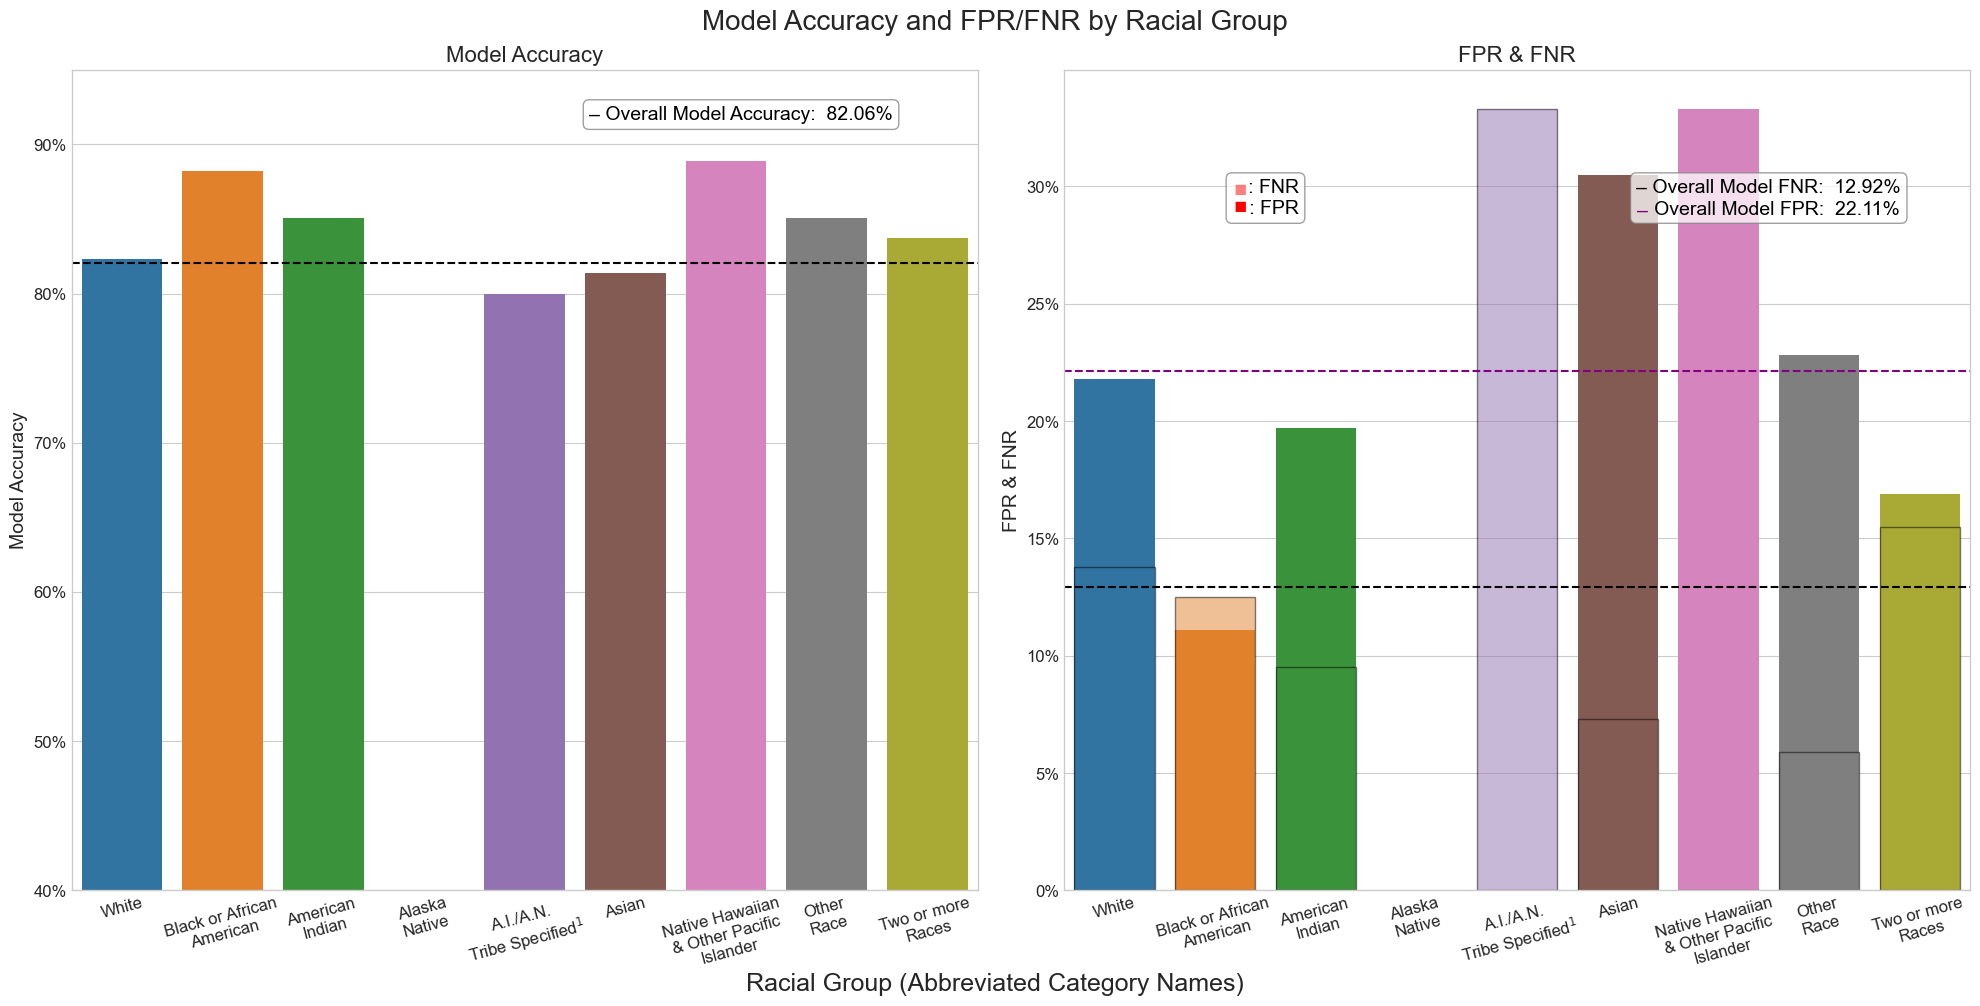 Model Accuracy and FPR/FNR by Racial Group
Model Accuracy
– Overall Model Accuracy:  82.06%
90%
80%
70%
60%
50%
40%
Model Accuracy
White
Black or African
American
American
Indian
Alaska
Native
A.I./A.N.
Tribe Specified¹
Asian
Native Hawaiian
& Other Pacific
Islander
Other
Race
Two or more
Races
FPR & FNR
■: FNR
■: FPR
– Overall Model FNR:  12.92%
– Overall Model FPR:  22.11%
30%
25%
20%
15%
10%
5%
0%
FPR & FNR
White
Black or African
American
American
Indian
Alaska
Native
A.I./A.N.
Tribe Specified¹
Asian
Native Hawaiian
& Other Pacific
Islander
Other
Race
Two or more
Races
Racial Group (Abbreviated Category Names)